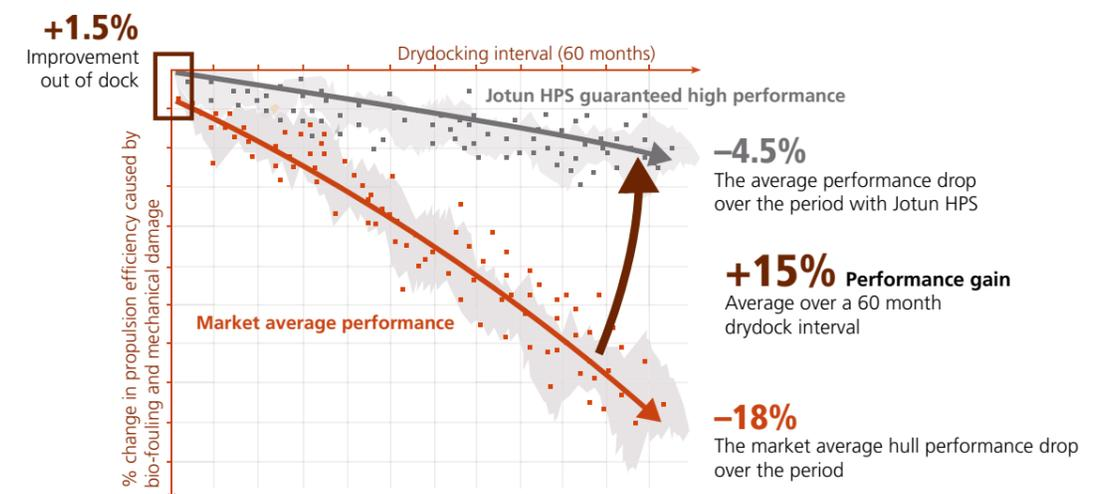 +1.5%
Improvement
out of dock
Drydocking interval (60 months)
Jotun HPS guaranteed high performance
–4.5%
The average performance drop
over the period with Jotun HPS
+15% Performance gain
Average over a 60 month
drydock interval
Market average performance
–18%
The market average hull performance drop
over the period
% change in propulsion efficiency caused by
bio-fouling and mechanical damage